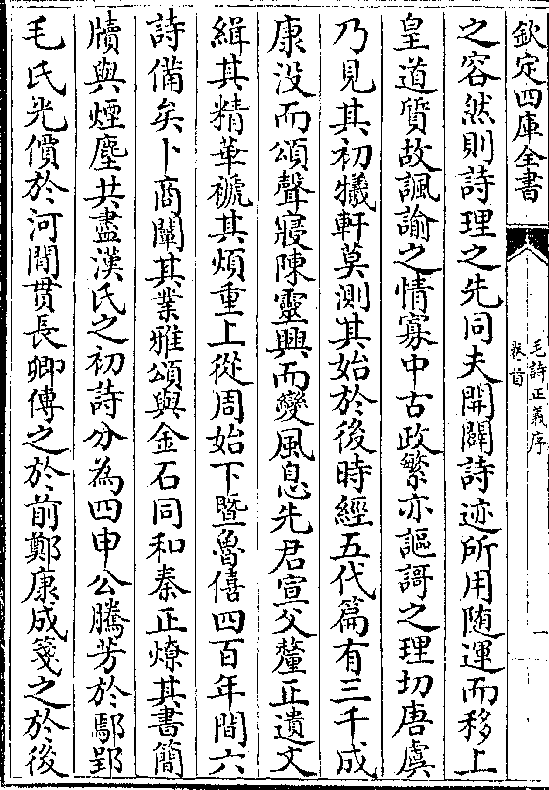 欽定四庫全書
毛詩正義序
卷首
一
之容然則詩理之先同夫開闢詩迹所用随運而移上
皇道質故諷諭之情寡中古政繁亦謳謌之理切唐虞
乃見其初犧軒莫測其始於後時經五代篇有三千成
康没而頌聲寢陳靈興而變風息先君宣父釐正遺文
緝其精華褫其煩重上從周始下暨魯僖四百年間六
詩備矣卜商闡其業雅頌與金石同和秦正燎其書簡
牘與煙塵共盡漢氏之初詩分為四申公騰芳於鄢郢
毛氏光價於河間貫長卿傳之於前鄭康成箋之於後